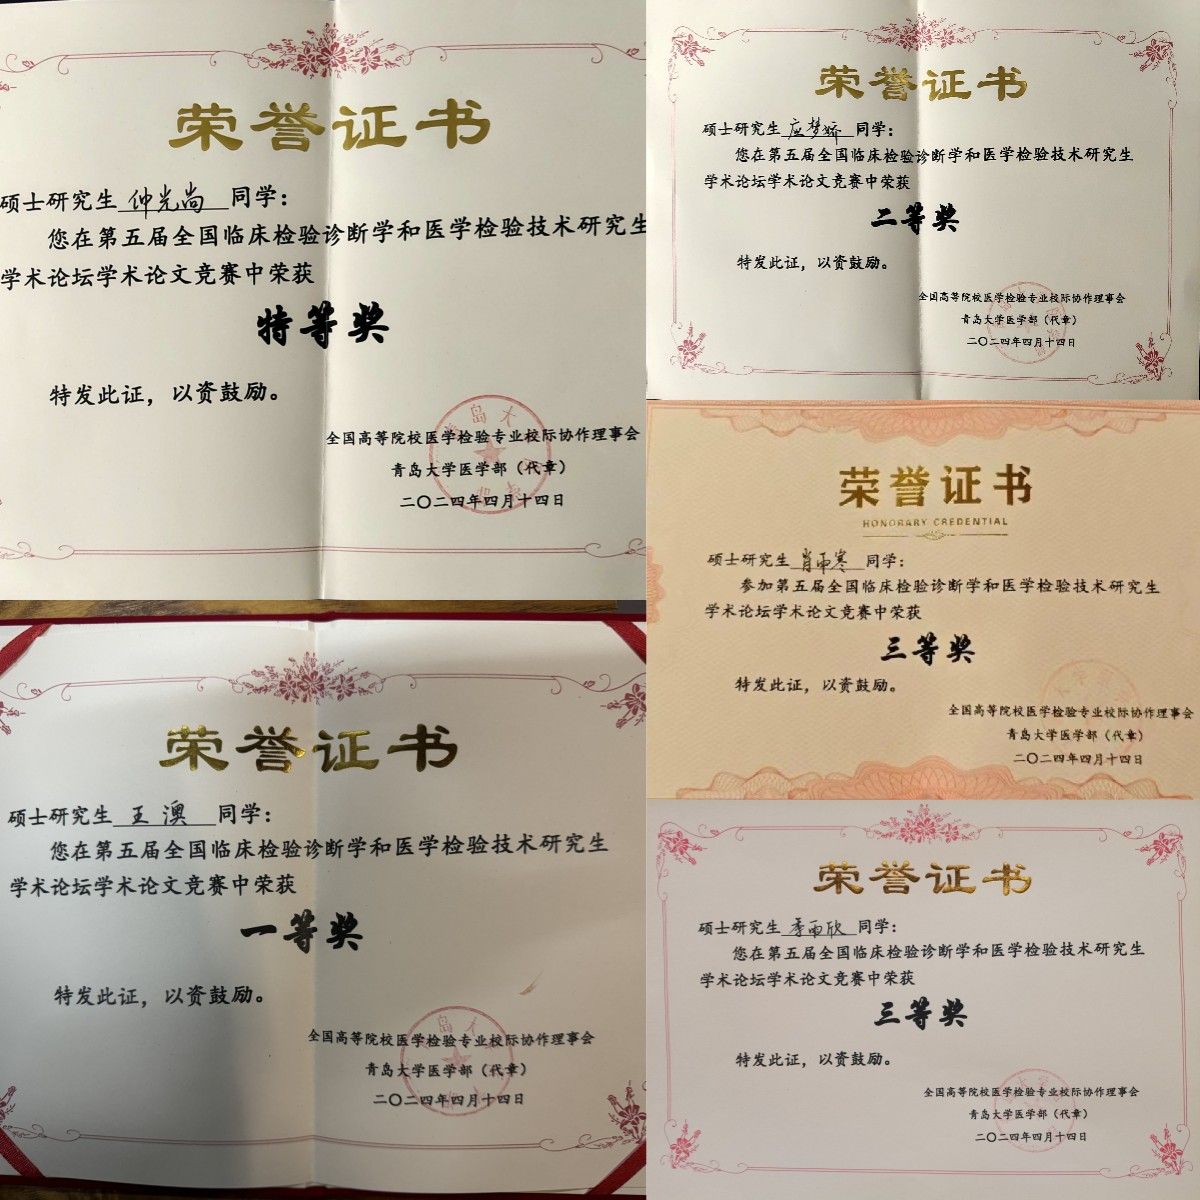 荣誉证书
硕士研究生 仲光尚 同学：
您在第五届全国临床检验诊断学和医学检验技术研究生
学术论坛学术论文竞赛中荣获
特等奖
特发此证，以资鼓励。
全国高等院校医学检验专业校际协作理事会
青岛大学医学部（代章）
二〇二四年四月十四日
荣誉证书
硕士研究生 应梦娇 同学：
您在第五届全国临床检验诊断学和医学检验技术研究生
学术论坛学术论文竞赛中荣获
二等奖
特发此证，以资鼓励。
全国高等院校医学检验专业校际协作理事会
青岛大学医学部（代章）
二〇二四年四月十四日
荣誉证书
HONORARY CREDENTIAL
硕士研究生 肖雨寒 同学：
参加第五届全国临床检验诊断学和医学检验技术研究生
学术论坛学术论文竞赛中荣获
三等奖
特发此证，以资鼓励。
全国高等院校医学检验专业校际协作理事会
青岛大学医学部（代章）
二〇二四年四月十四日
荣誉证书
硕士研究生 王澳 同学：
您在第五届全国临床检验诊断学和医学检验技术研究生
学术论坛学术论文竞赛中荣获
一等奖
特发此证，以资鼓励。
全国高等院校医学检验专业校际协作理事会
青岛大学医学部（代章）
二〇二四年四月十四日
荣誉证书
硕士研究生 季雨欣 同学：
您在第五届全国临床检验诊断学和医学检验技术研究生
学术论坛学术论文竞赛中荣获
三等奖
特发此证，以资鼓励。
全国高等院校医学检验专业校际协作理事会
青岛大学医学部（代章）
二〇二四年四月十四日